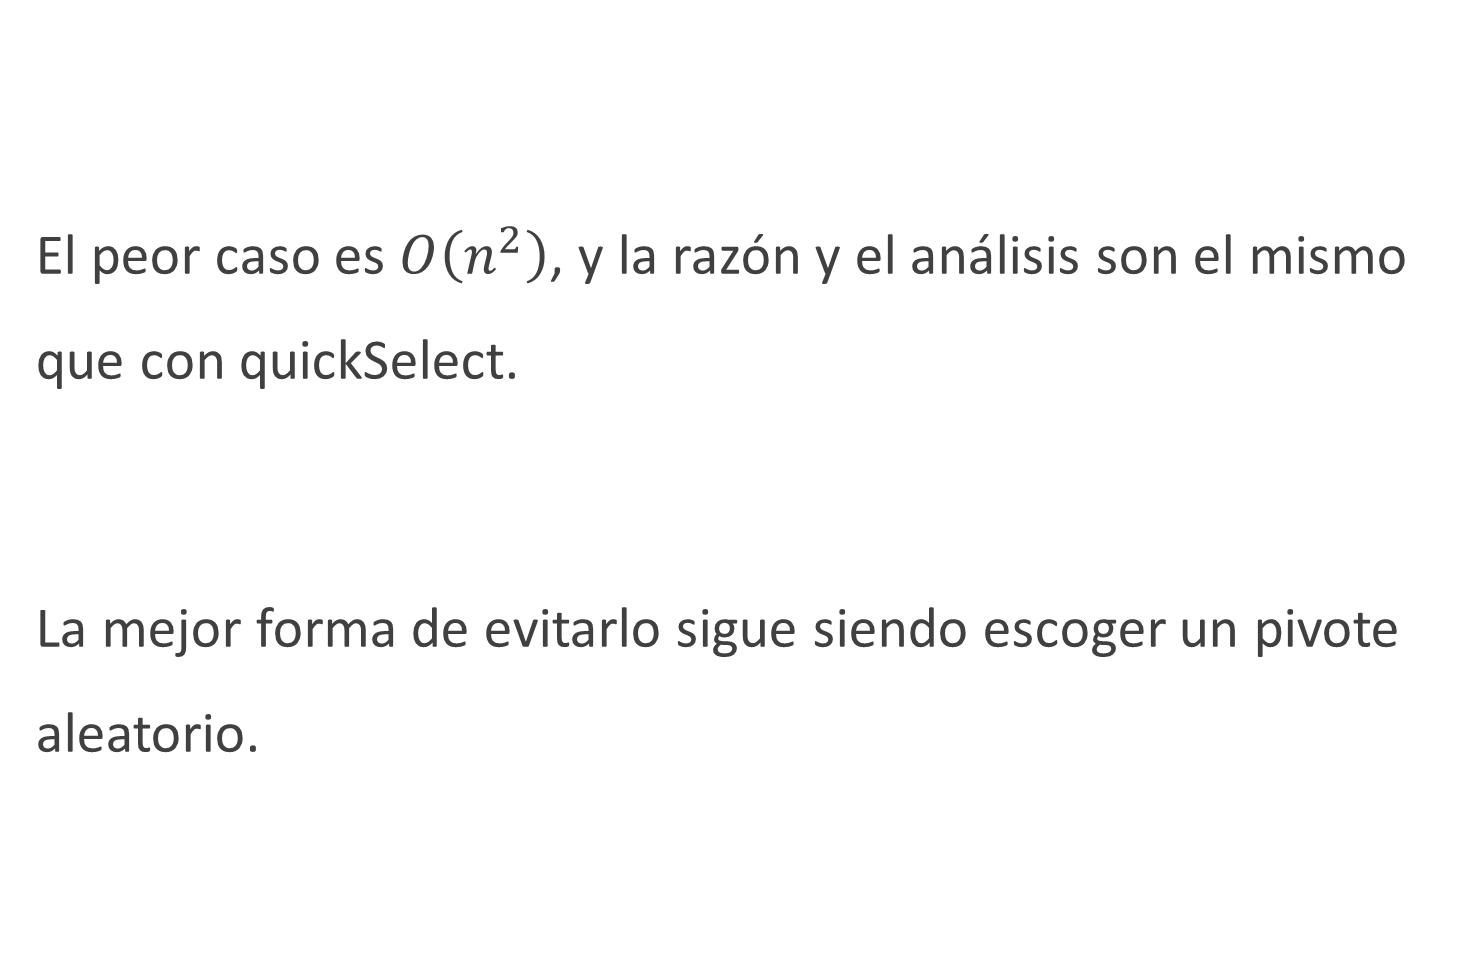 El peor caso es O(n²), y la razón y el análisis son el mismo
que con quickSelect.
La mejor forma de evitarlo sigue siendo escoger un pivote
aleatorio.